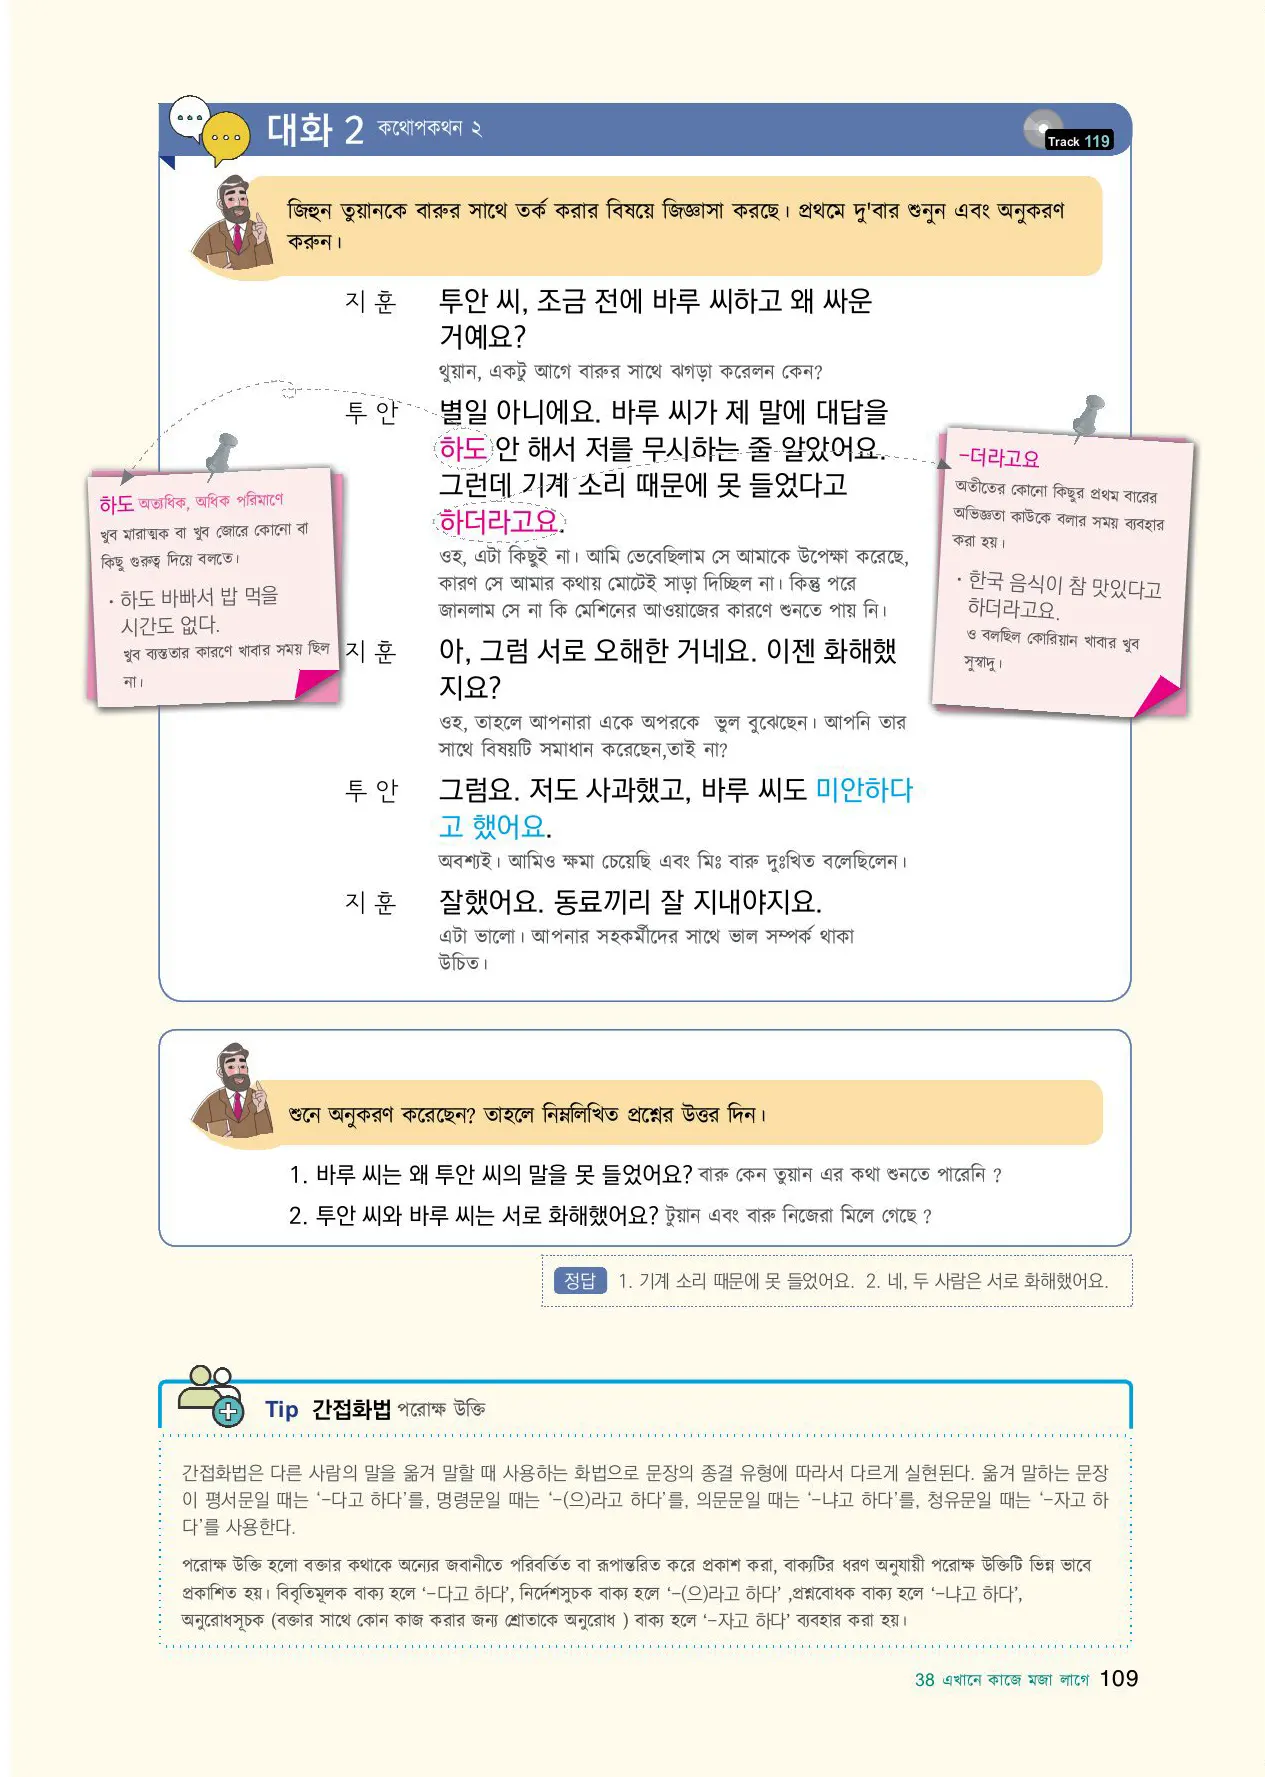 대화 2 কথোপকথন ২
Track 119
জিহুন তুয়ানকে বারুর সাথে তর্ক করার বিষয়ে জিজ্ঞাসা করছে। প্রথমে দু'বার শুনুন এবং অনুকরণ
করুন।
지 훈 투안 씨, 조금 전에 바루 씨하고 왜 싸운
거예요?
থুয়ান, একটু আগে বারুর সাথে ঝগড়া করেলন কেন?
투 안 별일 아니에요. 바루 씨가 제 말에 대답을
하도 안 해서 저를 무시하는 줄 알았어요.
그런데 기계 소리 때문에 못 들었다고
하더라고요.
ওহ, এটা কিছুই না। আমি ভেবেছিলাম সে আমাকে উপেক্ষা করেছে,
কারণ সে আমার কথায় মোটেই সাড়া দিচ্ছিল না। কিন্তু পরে
জানলাম সে না কি মেশিনের আওয়াজের কারণে শুনতে পায় নি।
지 훈 아, 그럼 서로 오해한 거네요. 이젠 화해했
지요?
ওহ, তাহলে আপনারা একে অপরকে ভুল বুঝেছেন। আপনি তার
সাথে বিষয়টি সমাধান করেছেন,তাই না?
투 안 그럼요. 저도 사과했고, 바루 씨도 미안하다
고 했어요.
অবশ্যই। আমিও ক্ষমা চেয়েছি এবং মিঃ বারু দুঃখিত বলেছিলেন।
지 훈 잘했어요. 동료끼리 잘 지내야지요.
এটা ভালো। আপনার সহকর্মীদের সাথে ভাল সম্পর্ক থাকা
উচিত।
하도 অত্যধিক, অধিক পরিমাণে
খুব মারাত্মক বা খুব জোরে কোনো বা
কিছু গুরুত্ব দিয়ে বলতে।
· 하도 바빠서 밥 먹을
시간도 없다.
খুব ব্যস্ততার কারণে খাবার সময় ছিল
না।
-더라고요
অতীতের কোনো কিছুর প্রথম বারের
অভিজ্ঞতা কাউকে বলার সময় ব্যবহার
করা হয়।
· 한국 음식이 참 맛있다고
하더라고요.
ও বলছিল কোরিয়ান খাবার খুব
সুস্বাদু।
শুনে অনুকরণ করেছেন? তাহলে নিম্নলিখিত প্রশ্নের উত্তর দিন।
1. 바루 씨는 왜 투안 씨의 말을 못 들었어요? বারু কেন তুয়ান এর কথা শুনতে পারেনি ?
2. 투안 씨와 바루 씨는 서로 화해했어요? টুয়ান এবং বারু নিজেরা মিলে গেছে ?
정답 1. 기계 소리 때문에 못 들었어요. 2. 네, 두 사람은 서로 화해했어요.
Tip 간접화법 পরোক্ষ উক্তি
간접화법은 다른 사람의 말을 옮겨 말할 때 사용하는 화법으로 문장의 종결 유형에 따라서 다르게 실현된다. 옮겨 말하는 문장
이 평서문일 때는 ‘-다고 하다’를, 명령문일 때는 ‘-(으)라고 하다’를, 의문문일 때는 ‘-냐고 하다’를, 청유문일 때는 ‘-자고 하
다’를 사용한다.
পরোক্ষ উক্তি হলো বক্তার কথাকে অন্যের জবানীতে পরিবর্তিত বা রূপান্তরিত করে প্রকাশ করা, বাক্যটির ধরণ অনুযায়ী পরোক্ষ উক্তিটি ভিন্ন ভাবে
প্রকাশিত হয়। বিবৃতিমূলক বাক্য হলে ‘-다고 하다’, নির্দেশসুচক বাক্য হলে ‘-(으)라고 하다’ ,প্রশ্নবোধক বাক্য হলে ‘-냐고 하다’,
অনুরোধসূচক (বক্তার সাথে কোন কাজ করার জন্য শ্রোতাকে অনুরোধ ) বাক্য হলে ‘-자고 하다’ ব্যবহার করা হয়।
38 এখানে কাজে মজা লাগে 109